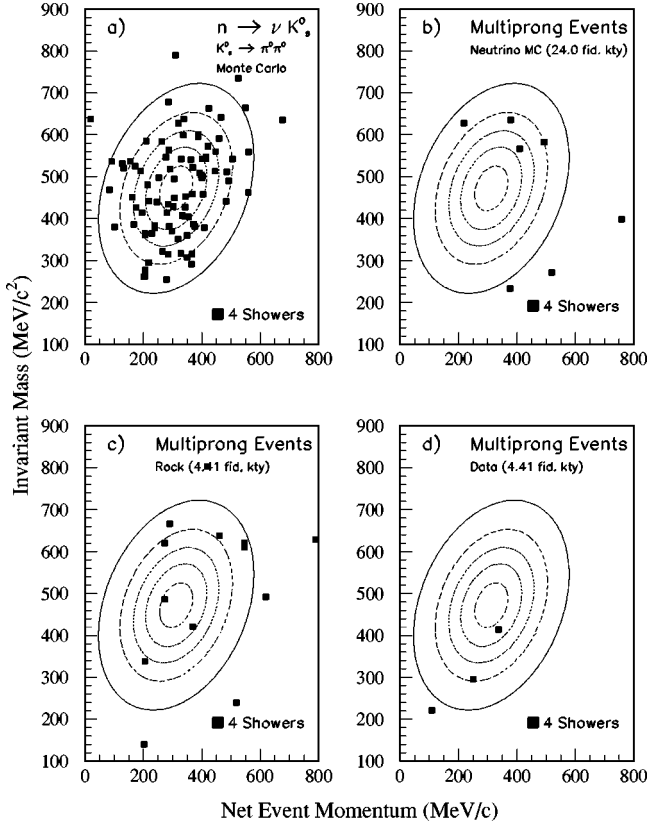 a)
n → ν K⁰ₛ
K⁰ₛ → π⁰π⁰
Monte Carlo
900
800
700
600
500
400
300
200
100
0 200 400 600 800
4 Showers
b)
Multiprong Events
Neutrino MC (24.0 fid. kty)
900
800
700
600
500
400
300
200
100
0 200 400 600 800
4 Showers
c)
Multiprong Events
Rock (4.41 fid. kty)
900
800
700
600
500
400
300
200
100
0 200 400 600 800
4 Showers
d)
Multiprong Events
Data (4.41 fid. kty)
900
800
700
600
500
400
300
200
100
0 200 400 600 800
4 Showers
Invariant Mass (MeV/c²)
Net Event Momentum (MeV/c)